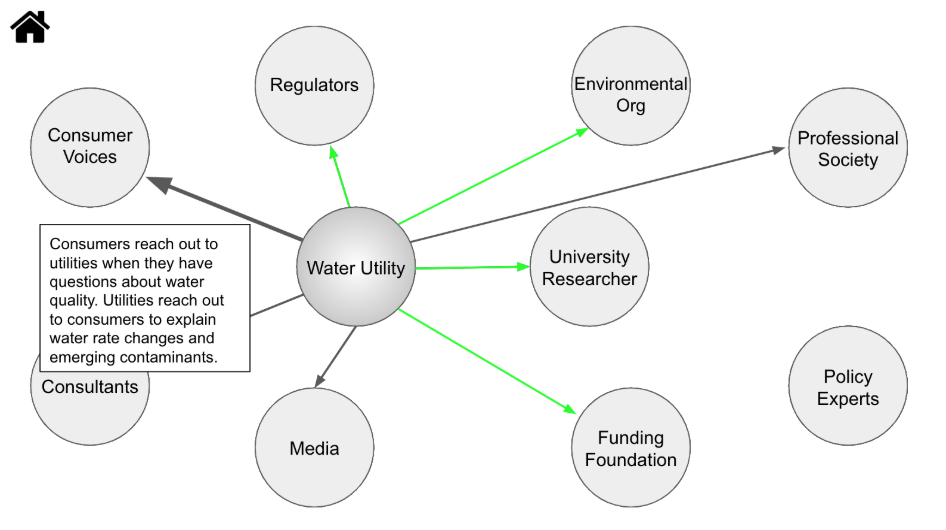 Regulators
Environmental
Org
Consumer
Voices
Professional
Society
Consumers reach out to
utilities when they have
questions about water
quality. Utilities reach out
to consumers to explain
water rate changes and
emerging contaminants.
Water Utility
University
Researcher
Consultants
Policy
Experts
Media
Funding
Foundation